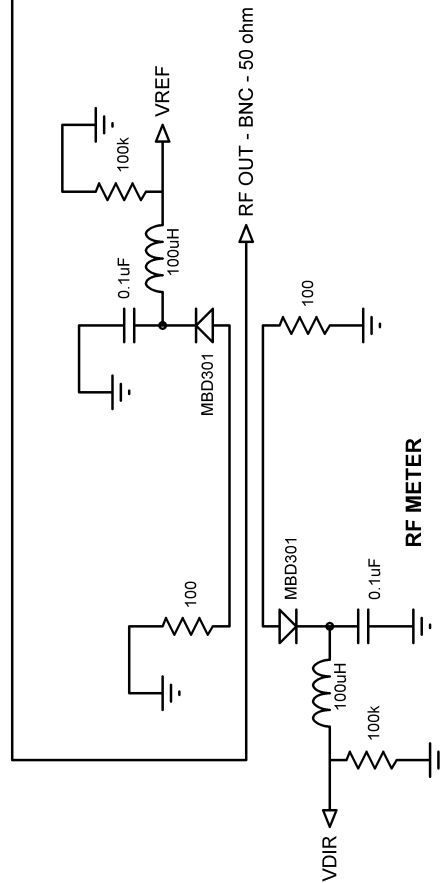 VREF
100k
100uH
0.1uF
MBD301
100
RF OUT - BNC - 50 ohm
100
MBD301
0.1uF
RF METER
100uH
100k
VDIR